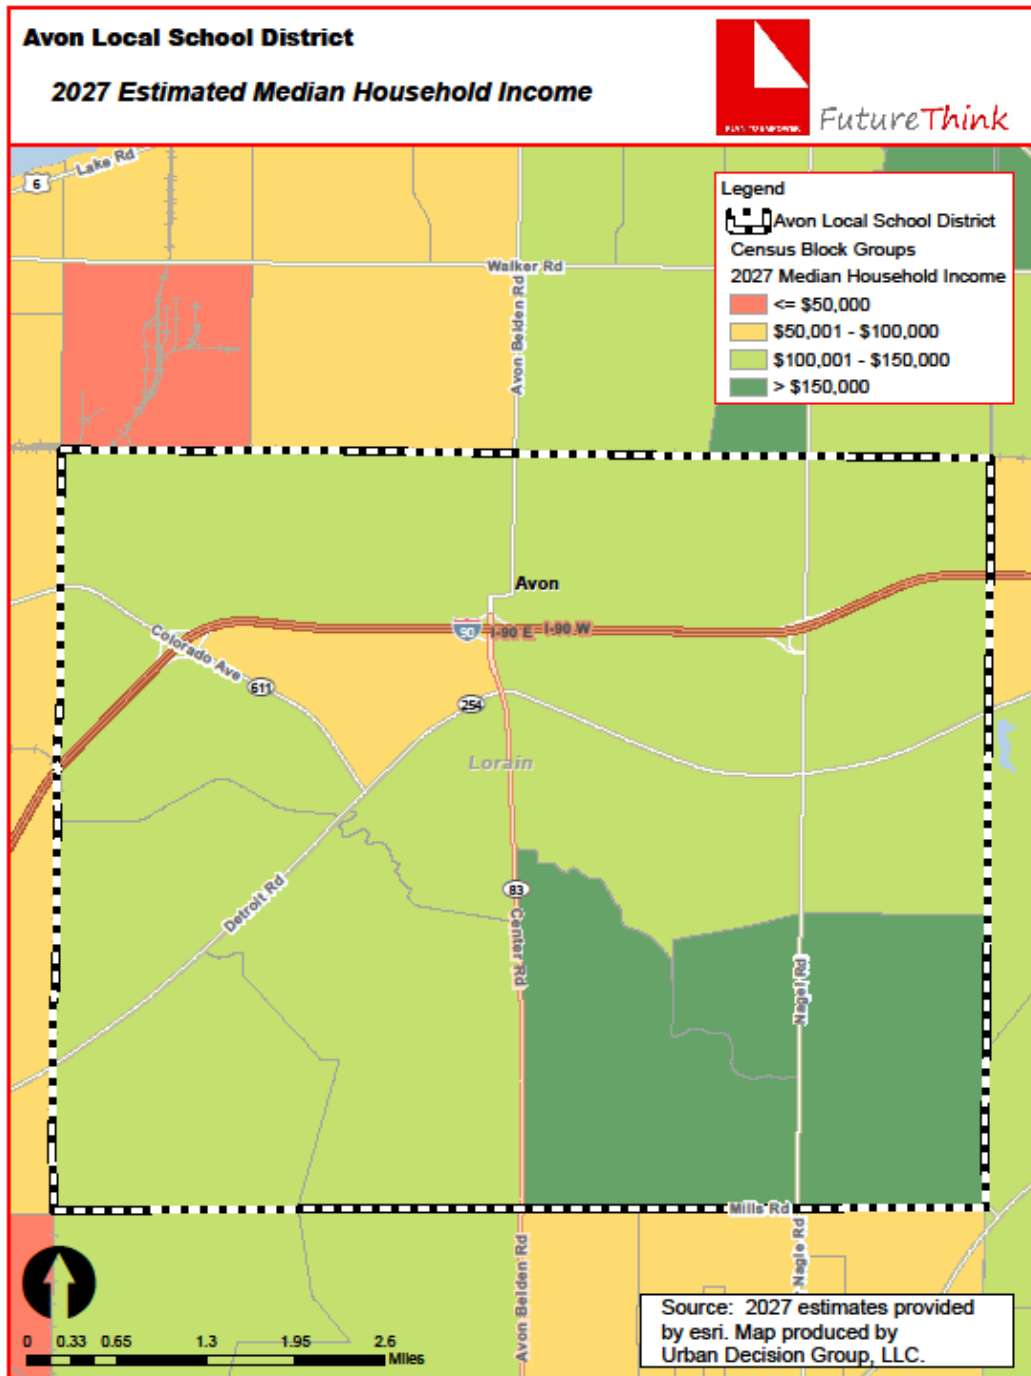 Avon Local School District
2027 Estimated Median Household Income
PLAN TO EMPOWER
FutureThink
Lake Rd
6
Legend
Avon Local School District
Census Block Groups
2027 Median Household Income
<= $50,000
$50,001 - $100,000
$100,001 - $150,000
> $150,000
Walker Rd
Avon Belden Rd
Avon
90
I-90 E
I-90 W
Colorado Ave
611
254
Lorain
83
Detroit Rd
Center Rd
Nagel Rd
Mills Rd
Avon Belden Rd
Nagle Rd
0 0.33 0.65 1.3 1.95 2.6
Miles
Source: 2027 estimates provided
by esri. Map produced by
Urban Decision Group, LLC.